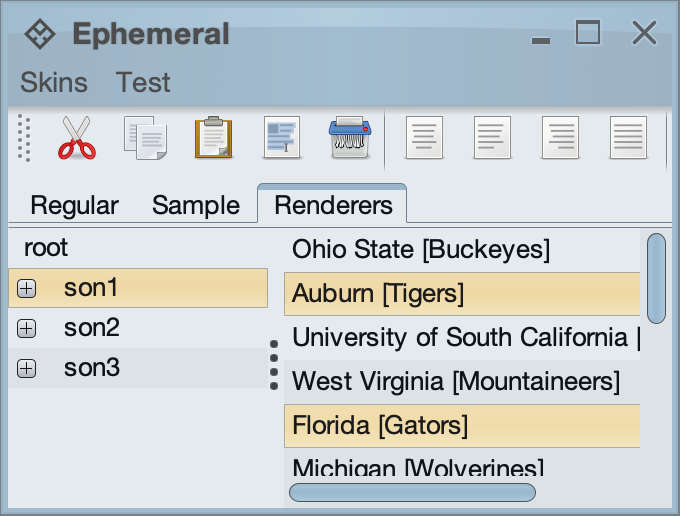 Ephemeral
Skins Test
Regular Sample Renderers
root
son1
son2
son3
Ohio State [Buckeyes]
Auburn [Tigers]
University of South California [
West Virginia [Mountaineers]
Florida [Gators]
Michigan [Wolverines]